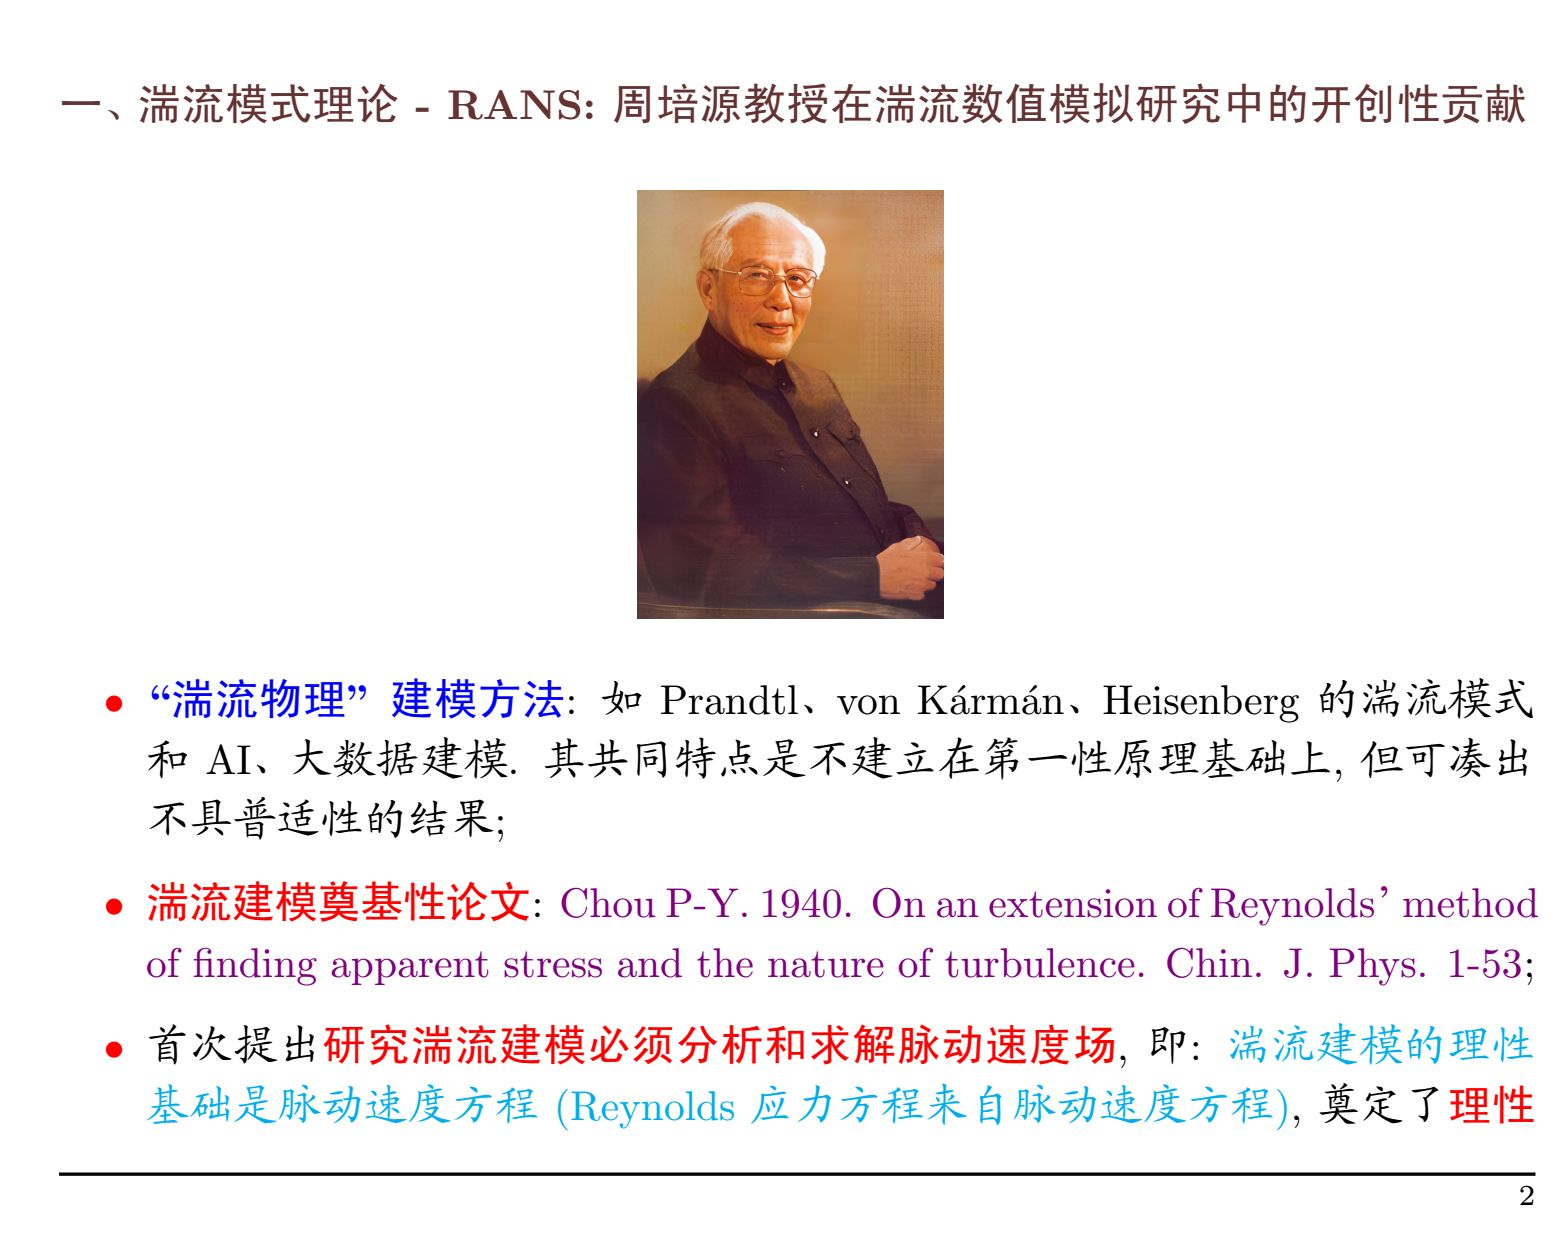 一、湍流模式理论 - RANS: 周培源教授在湍流数值模拟研究中的开创性贡献
• “湍流物理” 建模方法: 如 Prandtl、von Kármán、Heisenberg 的湍流模式
和 AI、大数据建模. 其共同特点是不建立在第一性原理基础上, 但可凑出
不具普适性的结果;
• 湍流建模奠基性论文: Chou P-Y. 1940. On an extension of Reynolds’ method
of finding apparent stress and the nature of turbulence. Chin. J. Phys. 1-53;
• 首次提出研究湍流建模必须分析和求解脉动速度场, 即: 湍流建模的理性
基础是脉动速度方程 (Reynolds 应力方程来自脉动速度方程), 奠定了理性
2